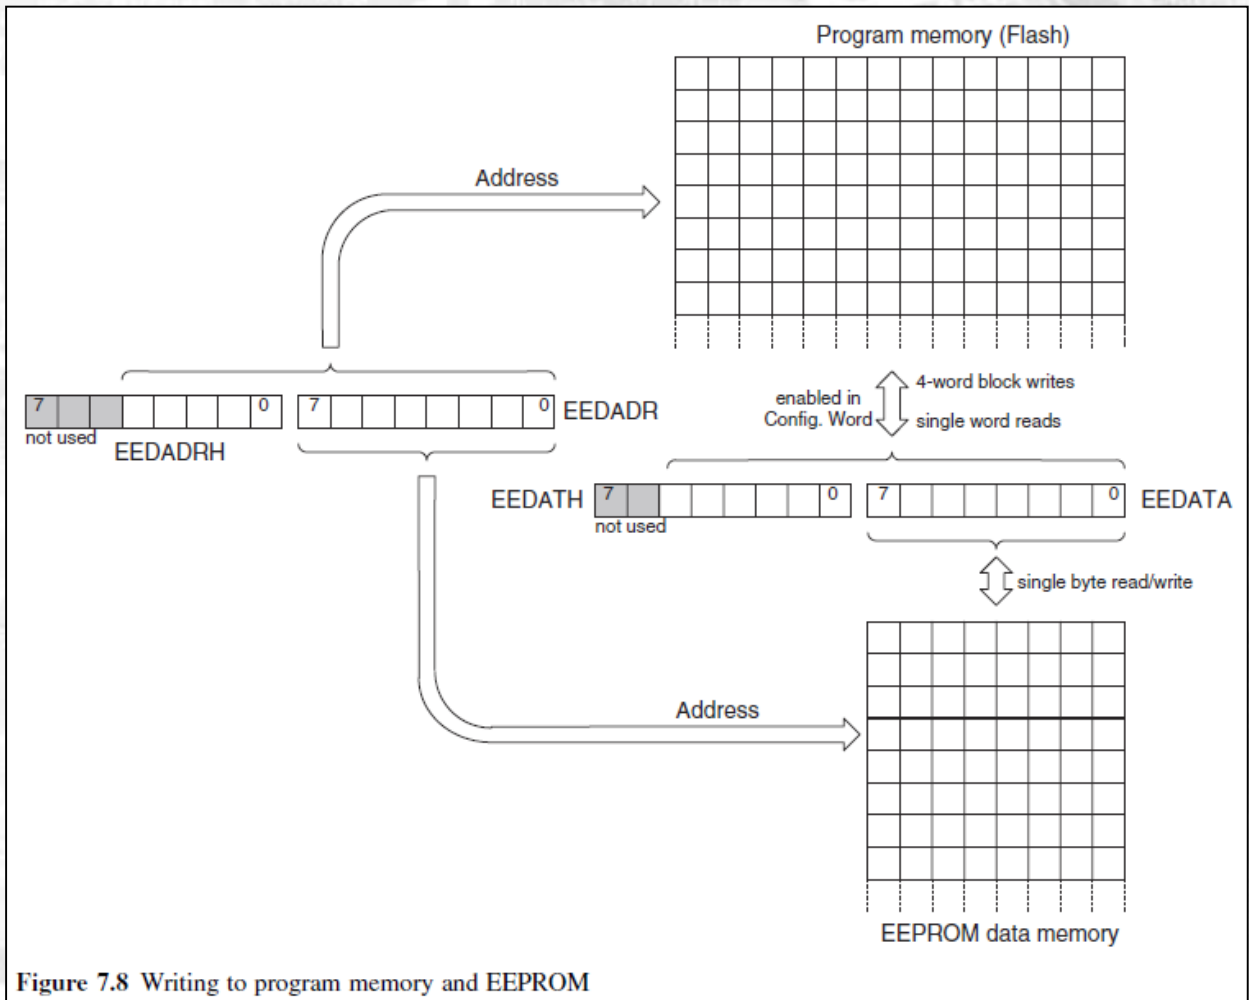 Program memory (Flash)
Address
7 0 7 0 EEDADR
not used
EEDADRH
enabled in
Config. Word
4-word block writes
single word reads
EEDATH 7 0 7 0 EEDATA
not used
single byte read/write
Address
EEPROM data memory
Figure 7.8 Writing to program memory and EEPROM